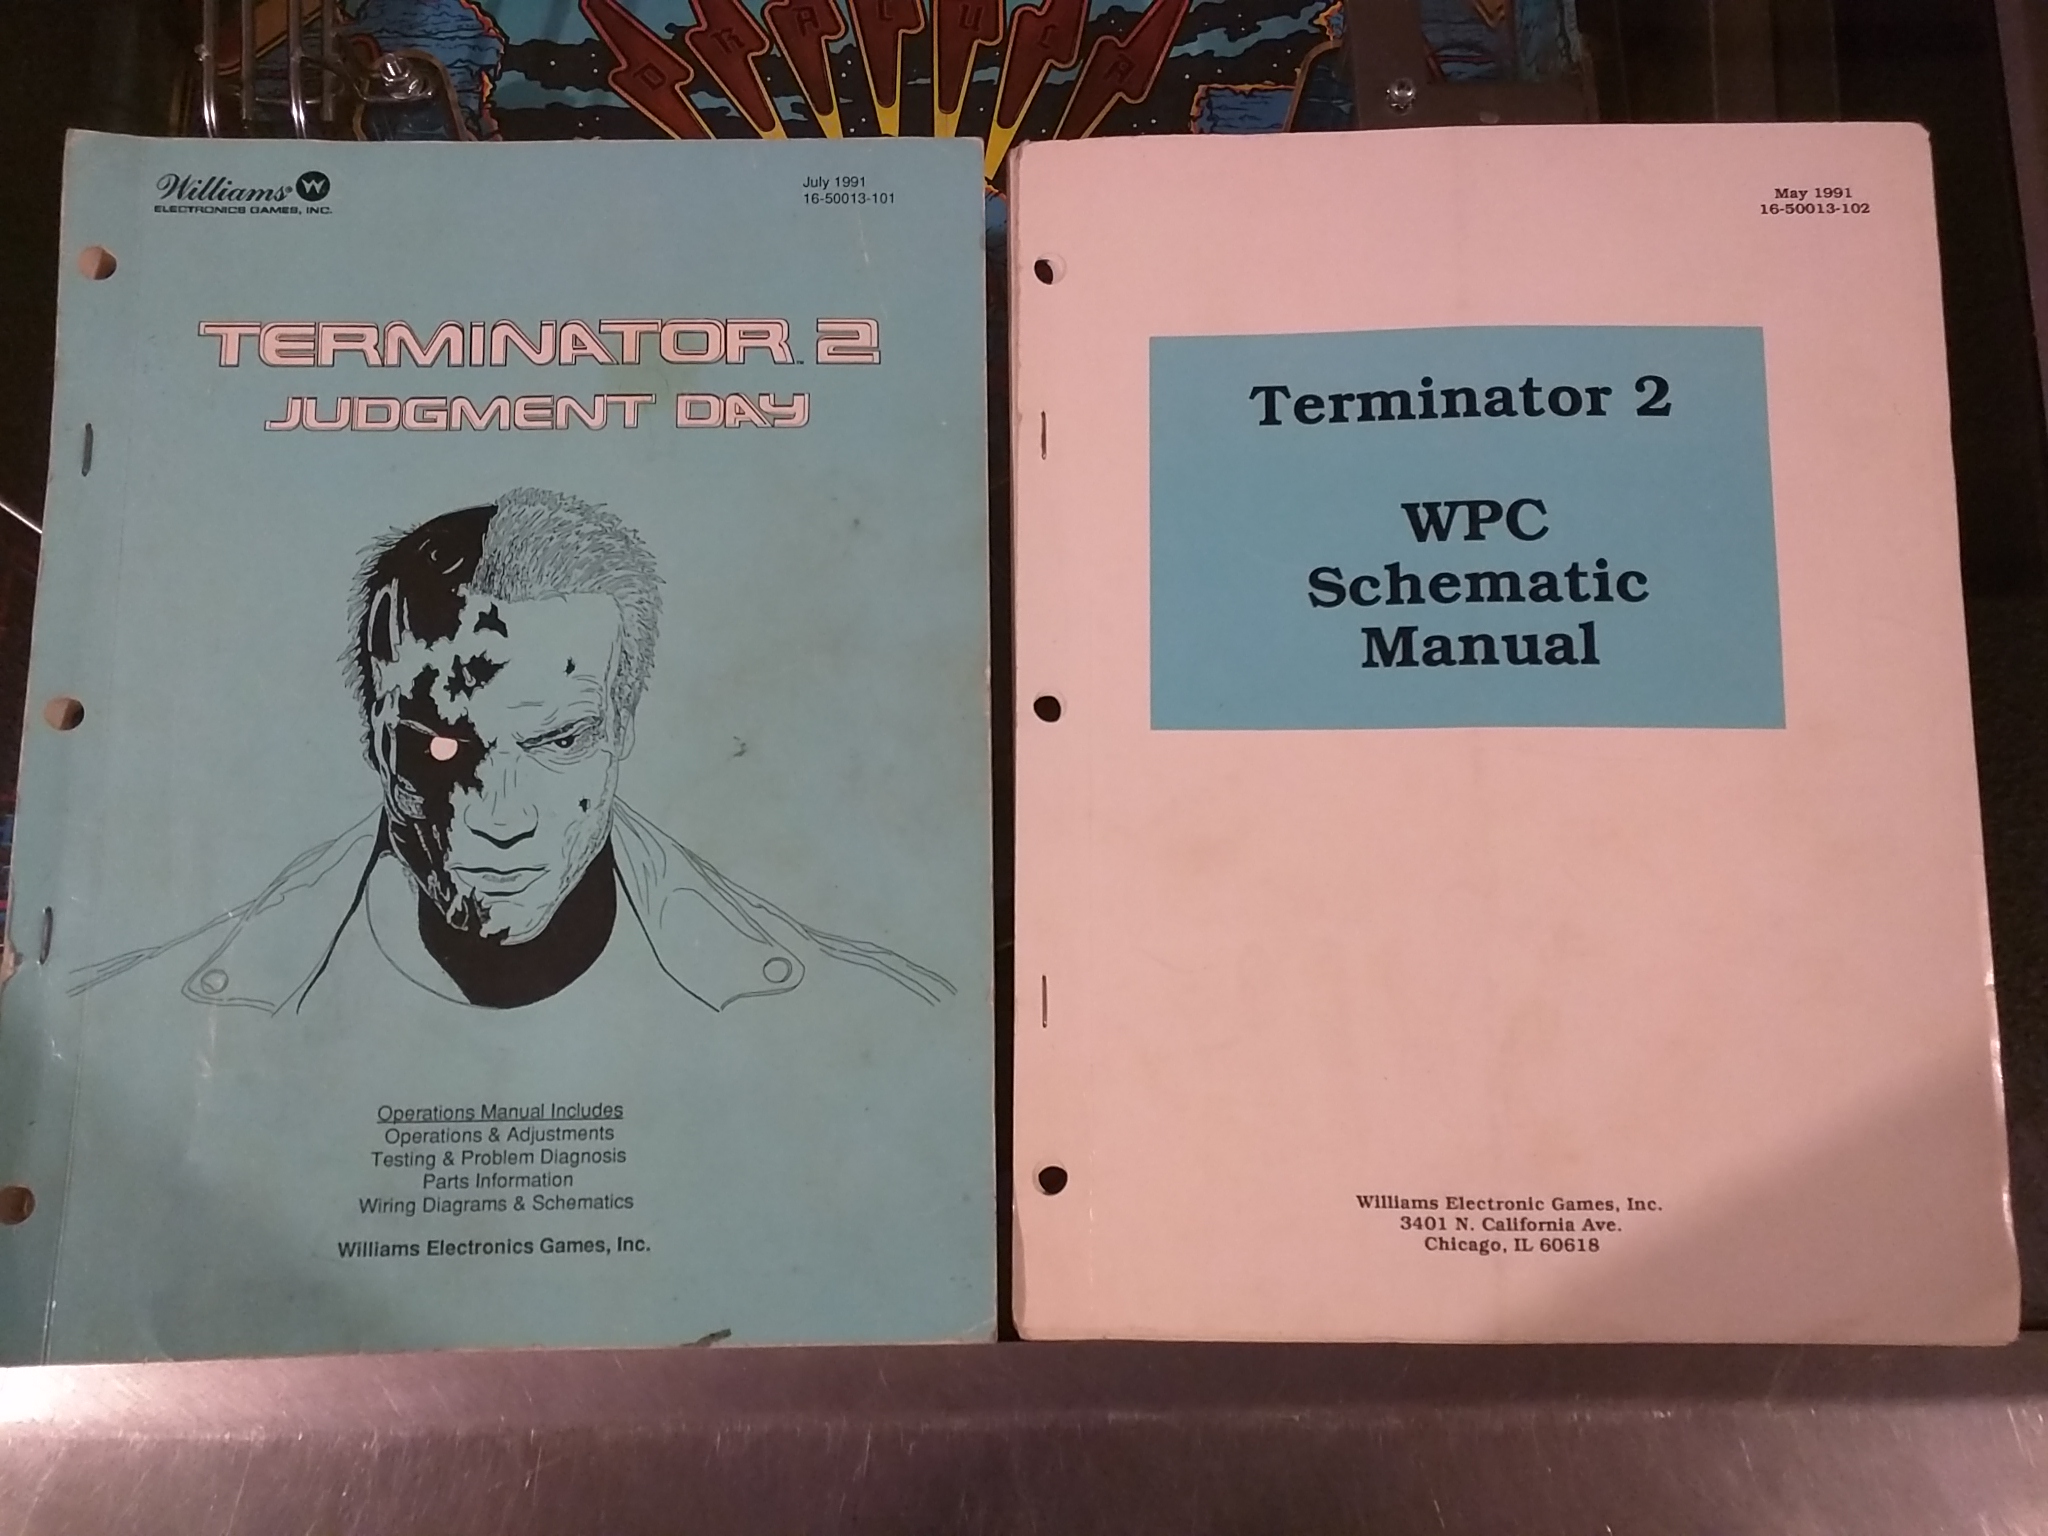 DRACULA
Williams® W
ELECTRONICS GAMES, INC.
July 1991
16-50013-101
TERMINATOR™ 2
JUDGMENT DAY
Operations Manual Includes
Operations & Adjustments
Testing & Problem Diagnosis
Parts Information
Wiring Diagrams & Schematics
Williams Electronics Games, Inc.
May 1991
16-50013-102
Terminator 2
WPC
Schematic
Manual
Williams Electronic Games, Inc.
3401 N. California Ave.
Chicago, IL 60618